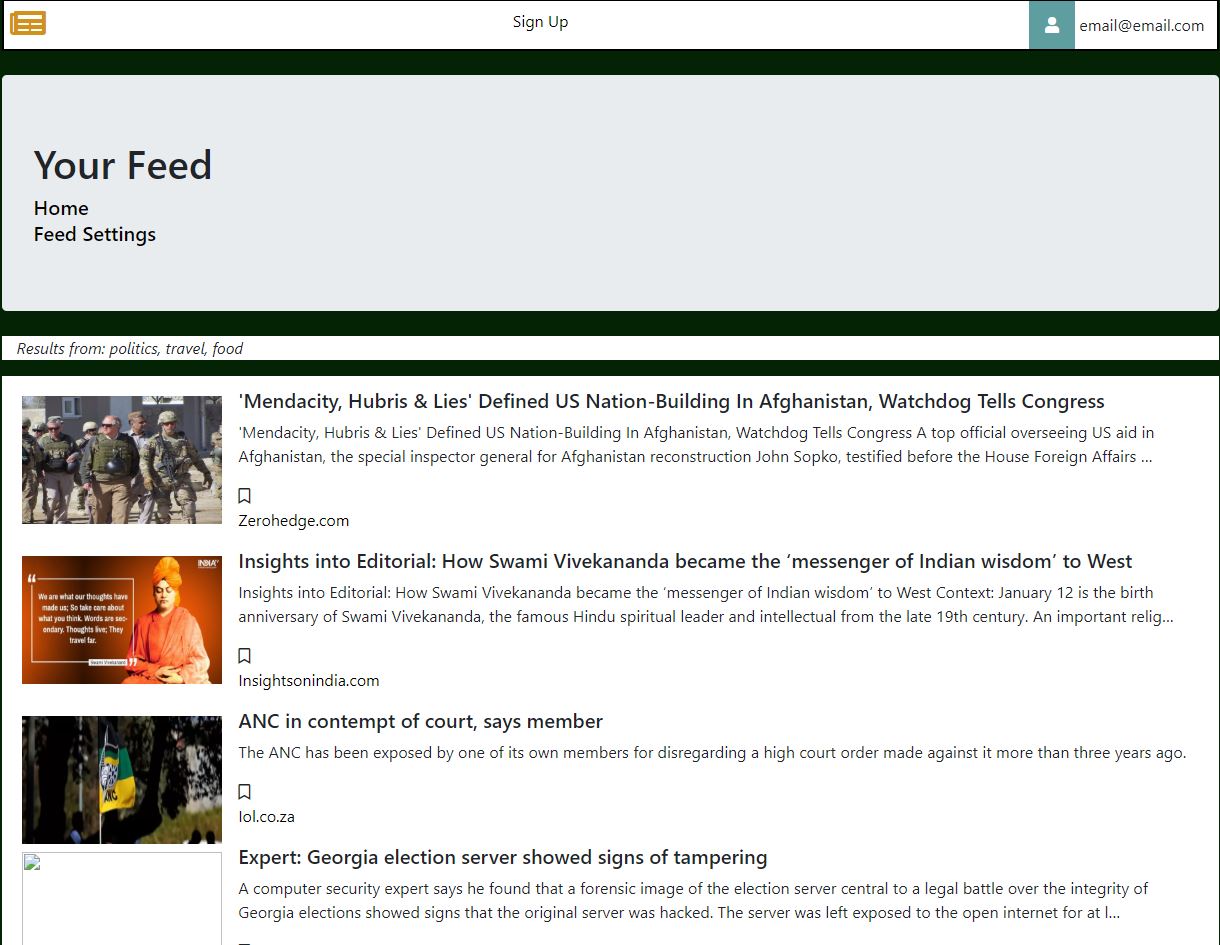 Sign Up
email@email.com
Your Feed
Home
Feed Settings
Results from: politics, travel, food
'Mendacity, Hubris & Lies' Defined US Nation-Building In Afghanistan, Watchdog Tells Congress
'Mendacity, Hubris & Lies' Defined US Nation-Building In Afghanistan, Watchdog Tells Congress A top official overseeing US aid in
Afghanistan, the special inspector general for Afghanistan reconstruction John Sopko, testified before the House Foreign Affairs ...
Zerohedge.com
INDIA
We are what our thoughts have
made us; So take care about
what you think. Words are sec-
ondary. Thoughts live; They
travel far.
Swami Vivekanand
Insights into Editorial: How Swami Vivekananda became the ‘messenger of Indian wisdom’ to West
Insights into Editorial: How Swami Vivekananda became the ‘messenger of Indian wisdom’ to West Context: January 12 is the birth
anniversary of Swami Vivekananda, the famous Hindu spiritual leader and intellectual from the late 19th century. An important relig...
Insightsonindia.com
ANC
ANC in contempt of court, says member
The ANC has been exposed by one of its own members for disregarding a high court order made against it more than three years ago.
Iol.co.za
Expert: Georgia election server showed signs of tampering
A computer security expert says he found that a forensic image of the election server central to a legal battle over the integrity of
Georgia elections showed signs that the original server was hacked. The server was left exposed to the open internet for at l...